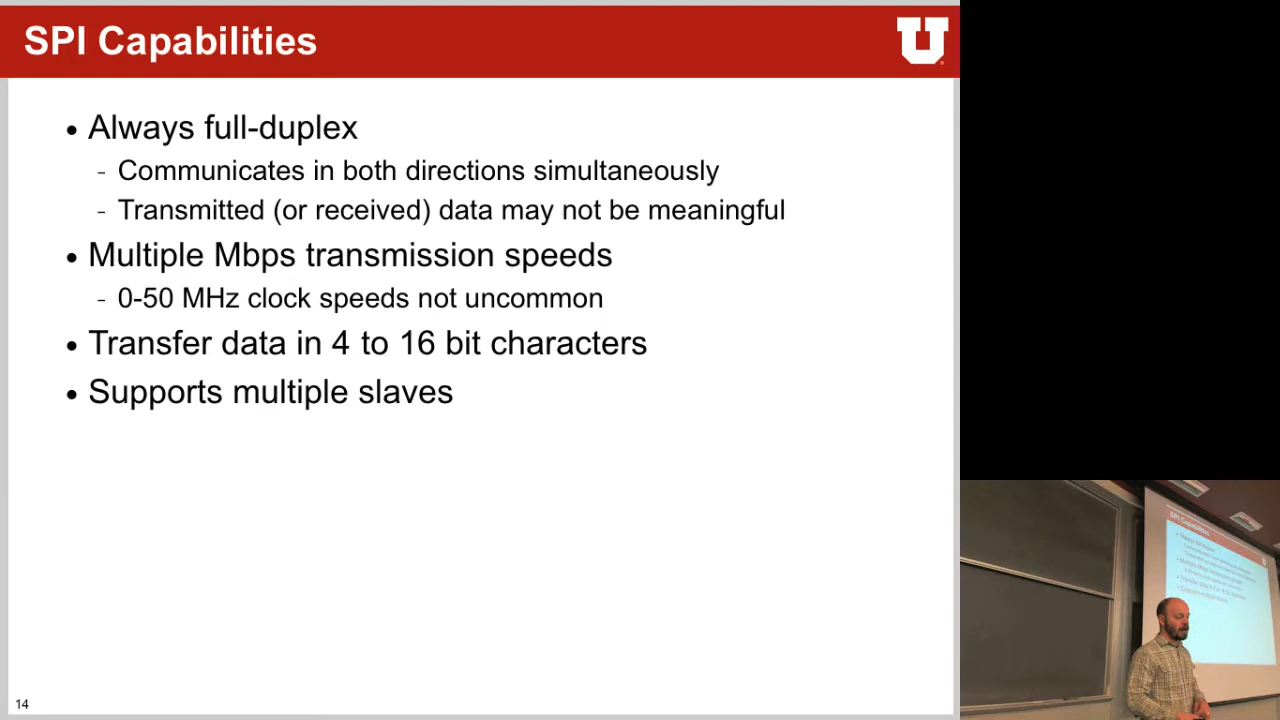 SPI Capabilities
U
• Always full-duplex
- Communicates in both directions simultaneously
- Transmitted (or received) data may not be meaningful
• Multiple Mbps transmission speeds
- 0-50 MHz clock speeds not uncommon
• Transfer data in 4 to 16 bit characters
• Supports multiple slaves
14
SPI Capabilities